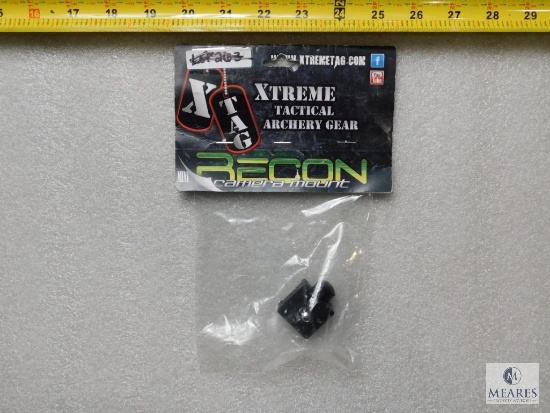 16 17 18 19 20 21 22 23 24 25 26 27 28 29
WWW.XTREMETAG.COM
X
TAG
XTREME
TACTICAL
ARCHERY GEAR
RECON
camera mount
M
MEARES